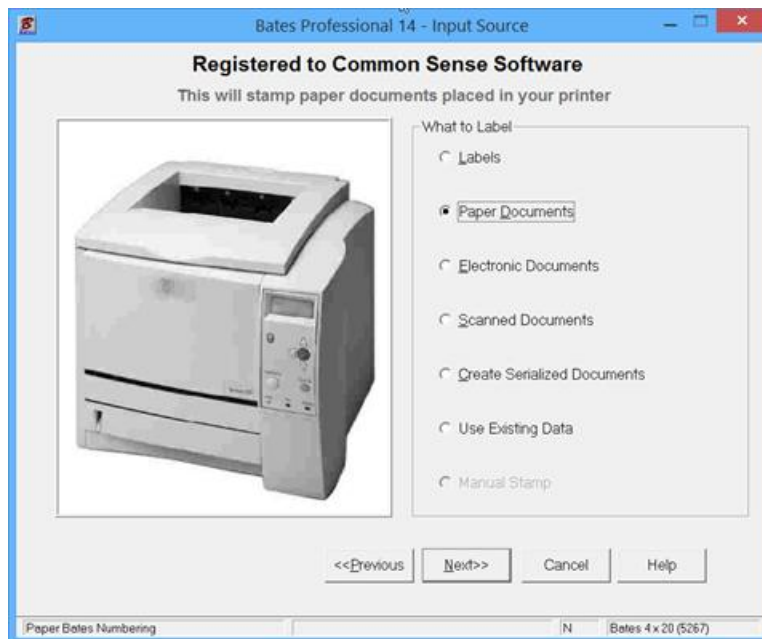 Bates Professional 14 - Input Source
Registered to Common Sense Software
This will stamp paper documents placed in your printer
What to Label
Labels
Paper Documents
Electronic Documents
Scanned Documents
Create Serialized Documents
Use Existing Data
Manual Stamp
<<Previous
Next>>
Cancel
Help
Paper Bates Numbering
N
Bates 4 x 20 (5267)